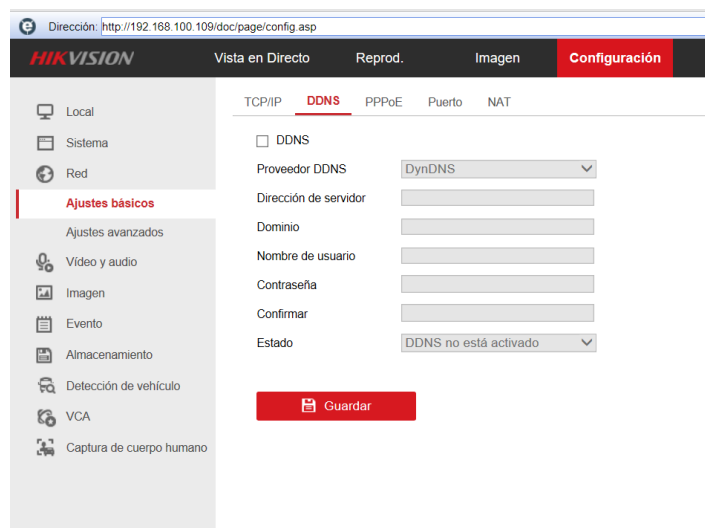 Dirección: http://192.168.100.109/doc/page/config.asp
HIKVISION Vista en Directo Reprod. Imagen Configuración
TCP/IP DDNS PPPoE Puerto NAT
Local
Sistema
Red
Ajustes básicos
Ajustes avanzados
Vídeo y audio
Imagen
Evento
Almacenamiento
Detección de vehículo
VCA
Captura de cuerpo humano
DDNS
Proveedor DDNS DynDNS
Dirección de servidor
Dominio
Nombre de usuario
Contraseña
Confirmar
Estado DDNS no está activado
Guardar